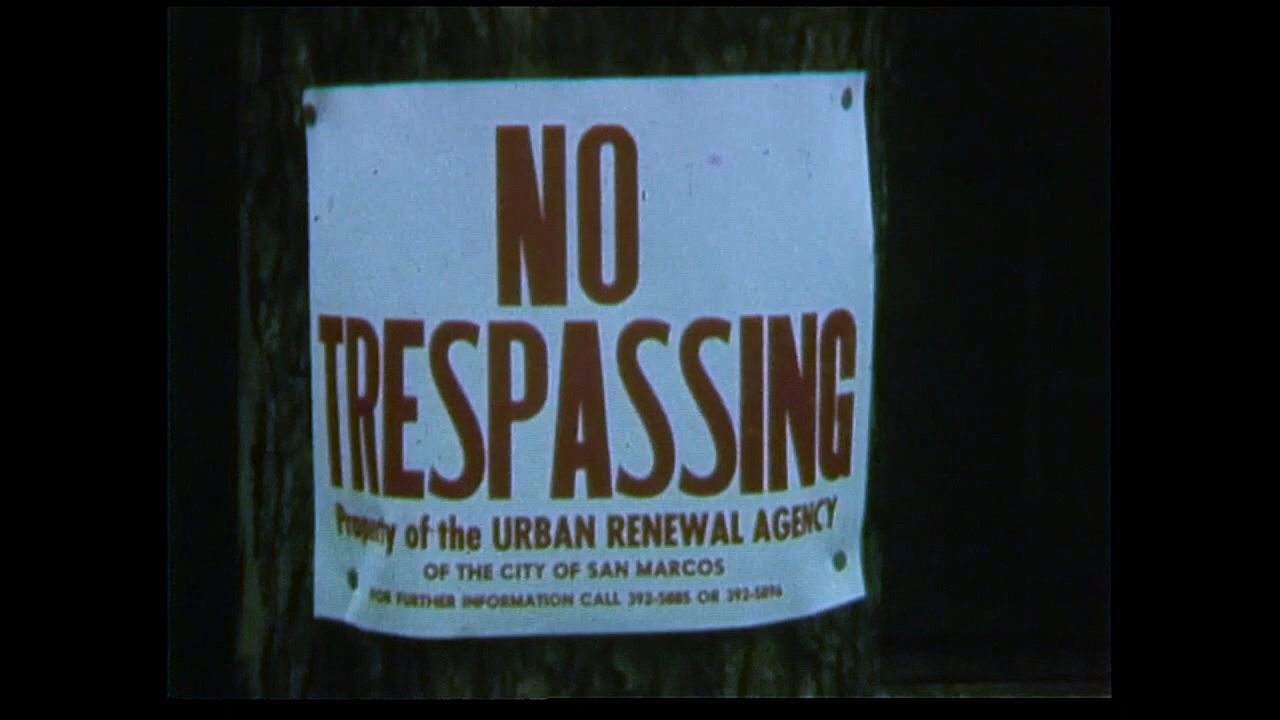 NO
TRESPASSING
Property of the URBAN RENEWAL AGENCY
OF THE CITY OF SAN MARCOS
FOR FURTHER INFORMATION CALL 392-5885 OR 392-5896